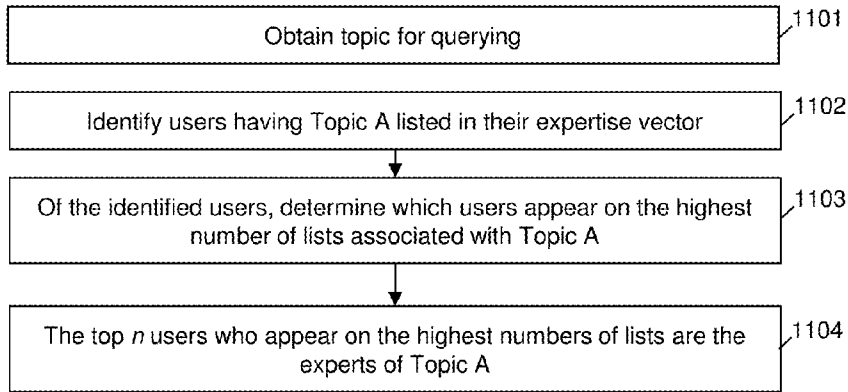 Obtain topic for querying
1101
Identify users having Topic A listed in their expertise vector
1102
Of the identified users, determine which users appear on the highest
number of lists associated with Topic A
1103
The top n users who appear on the highest numbers of lists are the
experts of Topic A
1104